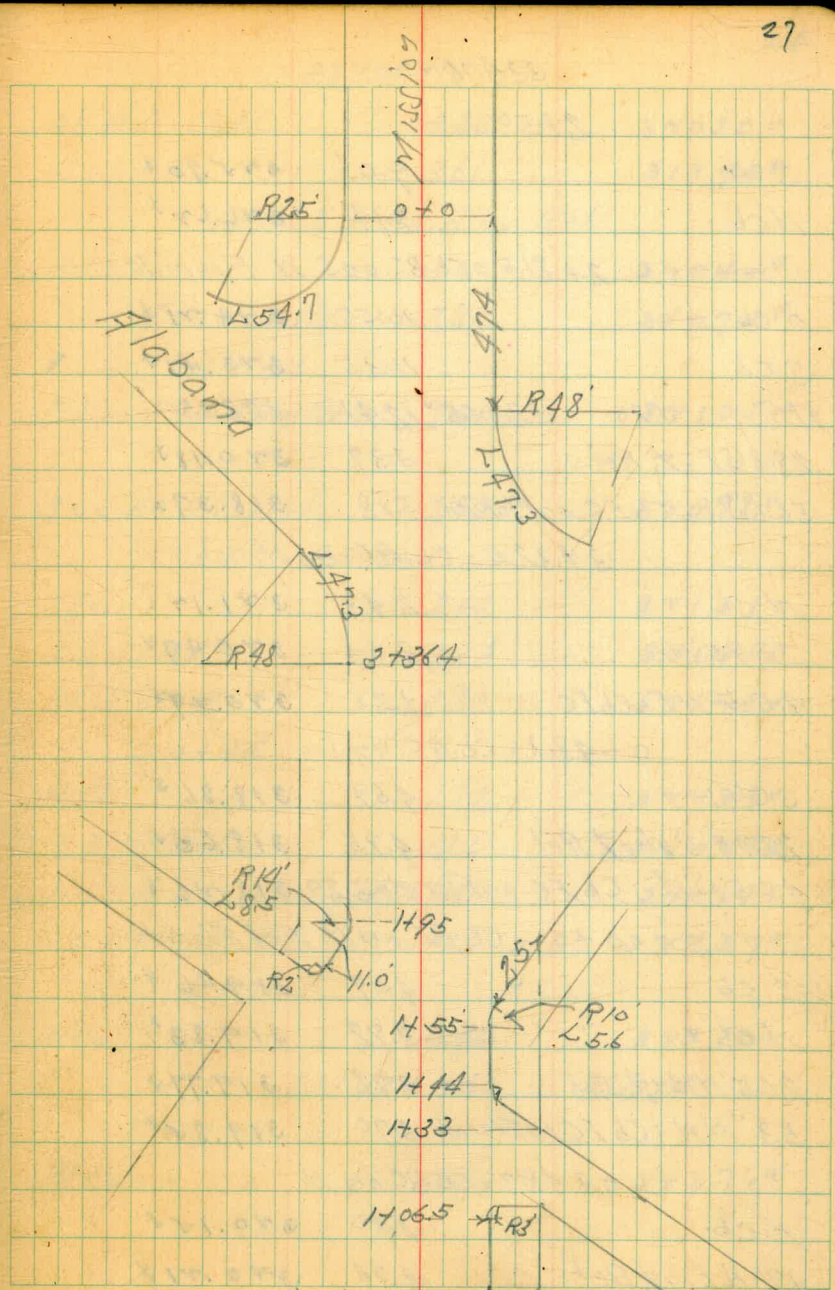 27
Mission
R25'
0+0
L54.7
Alabama
47.4
R48'
L47.3
L47.3
R48
3+36.4
R14'
L8.5
1+95
R2'
11.0'
25'
R10'
L5.6
1+55
1+44
1+33
1+06.5
R3'